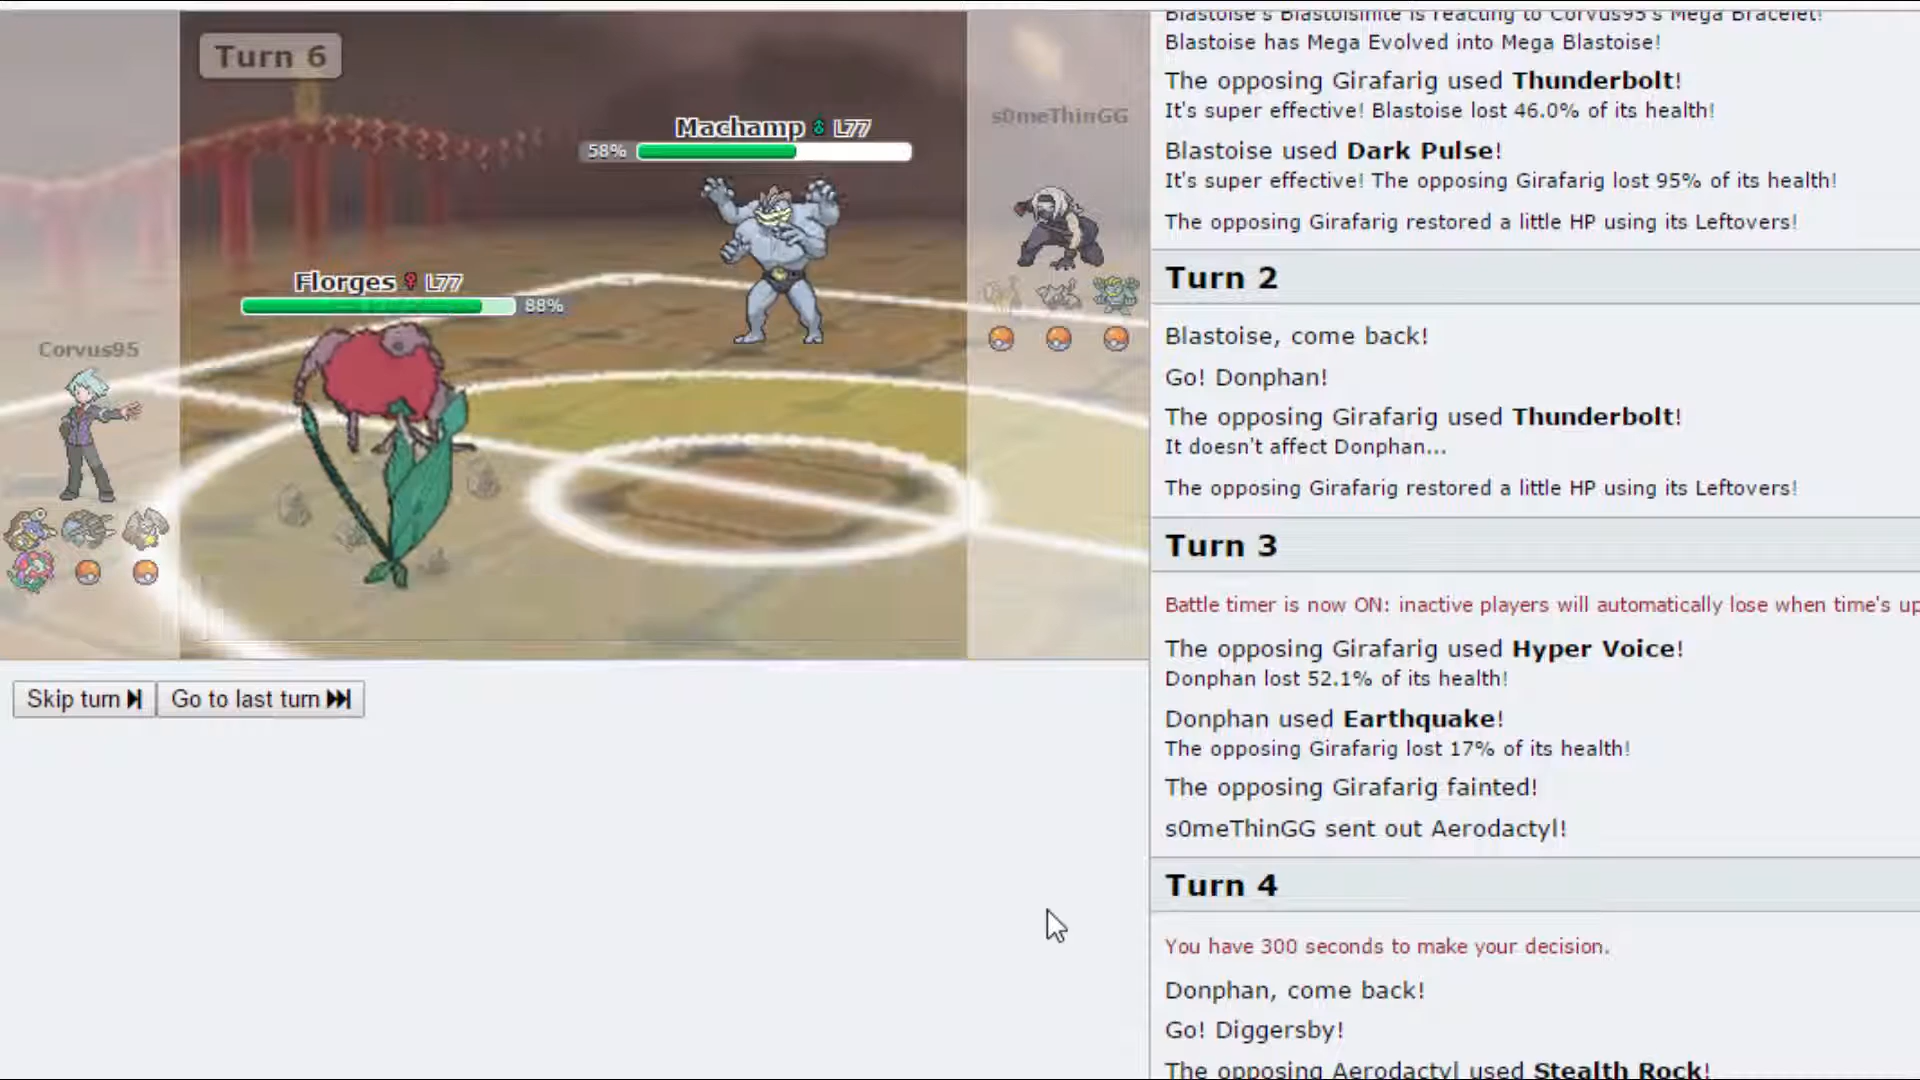 Turn 6
Machamp ♂ L77
58%
Florges ♀ L77
88%
Corvus95
s0meThinGG
Skip turn
Go to last turn
Blastoise's Blastoisinite is reacting to Corvus95's Mega Bracelet!
Blastoise has Mega Evolved into Mega Blastoise!
The opposing Girafarig used Thunderbolt!
It's super effective! Blastoise lost 46.0% of its health!
Blastoise used Dark Pulse!
It's super effective! The opposing Girafarig lost 95% of its health!
The opposing Girafarig restored a little HP using its Leftovers!
Turn 2
Blastoise, come back!
Go! Donphan!
The opposing Girafarig used Thunderbolt!
It doesn't affect Donphan...
The opposing Girafarig restored a little HP using its Leftovers!
Turn 3
Battle timer is now ON: inactive players will automatically lose when time's up
The opposing Girafarig used Hyper Voice!
Donphan lost 52.1% of its health!
Donphan used Earthquake!
The opposing Girafarig lost 17% of its health!
The opposing Girafarig fainted!
s0meThinGG sent out Aerodactyl!
Turn 4
You have 300 seconds to make your decision.
Donphan, come back!
Go! Diggersby!
The opposing Aerodactyl used Stealth Rock!